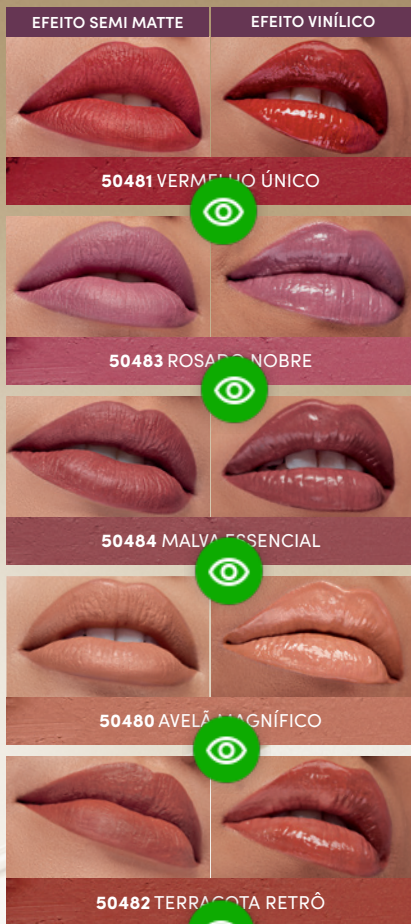 EFEITO SEMI MATTE
EFEITO VINÍLICO
50481 VERMELHO ÚNICO
50483 ROSADO NOBRE
50484 MALVA ESSENCIAL
50480 AVELÃ MAGNÍFICO
50482 TERRACOTA RETRÔ